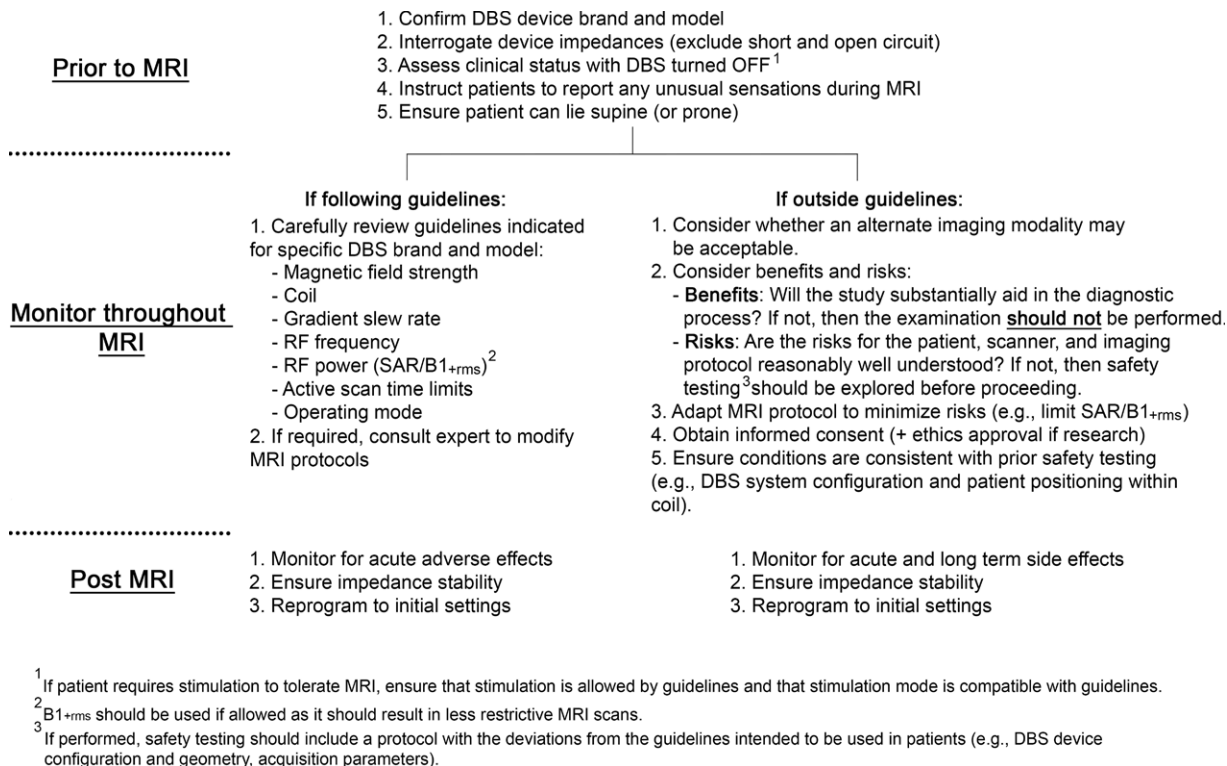 Prior to MRI
1. Confirm DBS device brand and model
2. Interrogate device impedances (exclude short and open circuit)
3. Assess clinical status with DBS turned OFF1
4. Instruct patients to report any unusual sensations during MRI
5. Ensure patient can lie supine (or prone)
Monitor throughout
MRI
If following guidelines:
1. Carefully review guidelines indicated
for specific DBS brand and model:
- Magnetic field strength
- Coil
- Gradient slew rate
- RF frequency
- RF power (SAR/B1+rms)2
- Active scan time limits
- Operating mode
2. If required, consult expert to modify
MRI protocols
If outside guidelines:
1. Consider whether an alternate imaging modality may
be acceptable.
2. Consider benefits and risks:
- Benefits: Will the study substantially aid in the diagnostic
process? If not, then the examination should not be performed.
- Risks: Are the risks for the patient, scanner, and imaging
protocol reasonably well understood? If not, then safety
testing3 should be explored before proceeding.
3. Adapt MRI protocol to minimize risks (e.g., limit SAR/B1+rms)
4. Obtain informed consent (+ ethics approval if research)
5. Ensure conditions are consistent with prior safety testing
(e.g., DBS system configuration and patient positioning within
coil).
Post MRI
1. Monitor for acute adverse effects
2. Ensure impedance stability
3. Reprogram to initial settings
1. Monitor for acute and long term side effects
2. Ensure impedance stability
3. Reprogram to initial settings
1If patient requires stimulation to tolerate MRI, ensure that stimulation is allowed by guidelines and that stimulation mode is compatible with guidelines.
2B1+rms should be used if allowed as it should result in less restrictive MRI scans.
3If performed, safety testing should include a protocol with the deviations from the guidelines intended to be used in patients (e.g., DBS device
configuration and geometry, acquisition parameters).